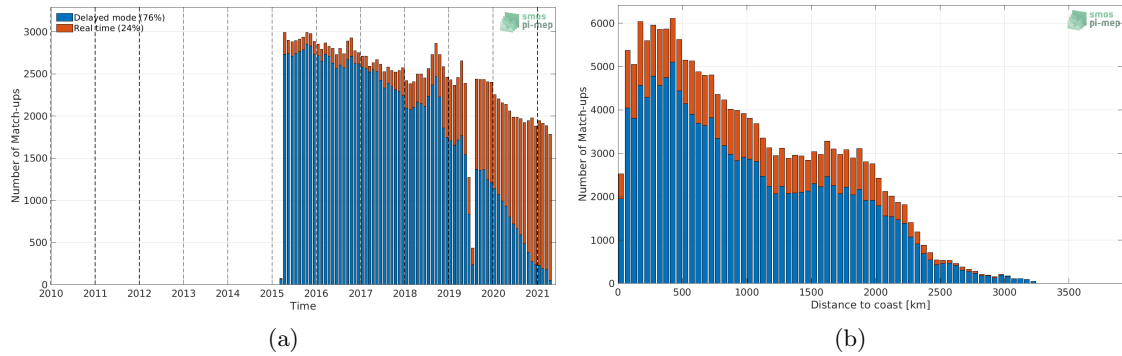 Delayed mode (76%)
Real time (24%)
smos
pi-mep
Number of Match-ups
3000
2500
2000
1500
1000
500
0
2010 2011 2012 2013 2014 2015 2016 2017 2018 2019 2020 2021
Time
(a)
smos
pi-mep
Number of Match-ups
6000
5000
4000
3000
2000
1000
0
0 500 1000 1500 2000 2500 3000 3500
Distance to coast [km]
(b)